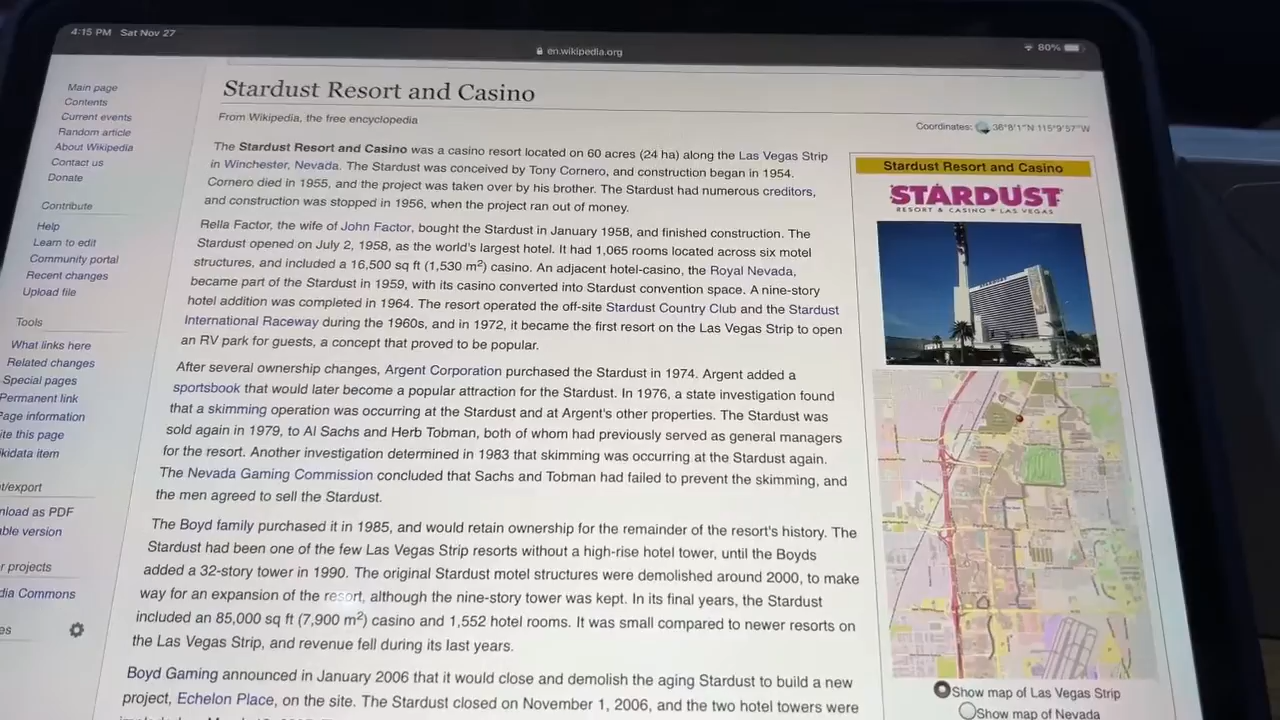 4:15 PM Sat Nov 27
en.wikipedia.org
80%
Main page
Contents
Current events
Random article
About Wikipedia
Contact us
Donate
Contribute
Help
Learn to edit
Community portal
Recent changes
Upload file
Tools
What links here
Related changes
Special pages
Permanent link
Page information
ite this page
kidata item
t/export
nload as PDF
able version
r projects
dia Commons
es
Stardust Resort and Casino
From Wikipedia, the free encyclopedia
Coordinates: 36°8′1″N 115°9′57″W
The Stardust Resort and Casino was a casino resort located on 60 acres (24 ha) along the Las Vegas Strip
in Winchester, Nevada. The Stardust was conceived by Tony Cornero, and construction began in 1954.
Cornero died in 1955, and the project was taken over by his brother. The Stardust had numerous creditors,
and construction was stopped in 1956, when the project ran out of money.
Rella Factor, the wife of John Factor, bought the Stardust in January 1958, and finished construction. The
Stardust opened on July 2, 1958, as the world's largest hotel. It had 1,065 rooms located across six motel
structures, and included a 16,500 sq ft (1,530 m²) casino. An adjacent hotel-casino, the Royal Nevada,
became part of the Stardust in 1959, with its casino converted into Stardust convention space. A nine-story
hotel addition was completed in 1964. The resort operated the off-site Stardust Country Club and the Stardust
International Raceway during the 1960s, and in 1972, it became the first resort on the Las Vegas Strip to open
an RV park for guests, a concept that proved to be popular.
After several ownership changes, Argent Corporation purchased the Stardust in 1974. Argent added a
sportsbook that would later become a popular attraction for the Stardust. In 1976, a state investigation found
that a skimming operation was occurring at the Stardust and at Argent's other properties. The Stardust was
sold again in 1979, to Al Sachs and Herb Tobman, both of whom had previously served as general managers
for the resort. Another investigation determined in 1983 that skimming was occurring at the Stardust again.
The Nevada Gaming Commission concluded that Sachs and Tobman had failed to prevent the skimming, and
the men agreed to sell the Stardust.
The Boyd family purchased it in 1985, and would retain ownership for the remainder of the resort's history. The
Stardust had been one of the few Las Vegas Strip resorts without a high-rise hotel tower, until the Boyds
added a 32-story tower in 1990. The original Stardust motel structures were demolished around 2000, to make
way for an expansion of the resort, although the nine-story tower was kept. In its final years, the Stardust
included an 85,000 sq ft (7,900 m²) casino and 1,552 hotel rooms. It was small compared to newer resorts on
the Las Vegas Strip, and revenue fell during its last years.
Boyd Gaming announced in January 2006 that it would close and demolish the aging Stardust to build a new
project, Echelon Place, on the site. The Stardust closed on November 1, 2006, and the two hotel towers were
Stardust Resort and Casino
STARDUST
RESORT & CASINO • LAS VEGAS
Show map of Las Vegas Strip
Show map of Nevada